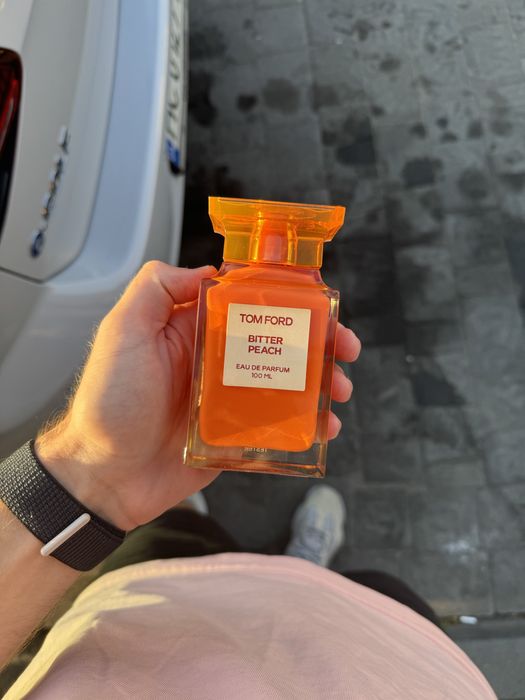 TOM FORD
BITTER
PEACH
EAU DE PARFUM
100 ML